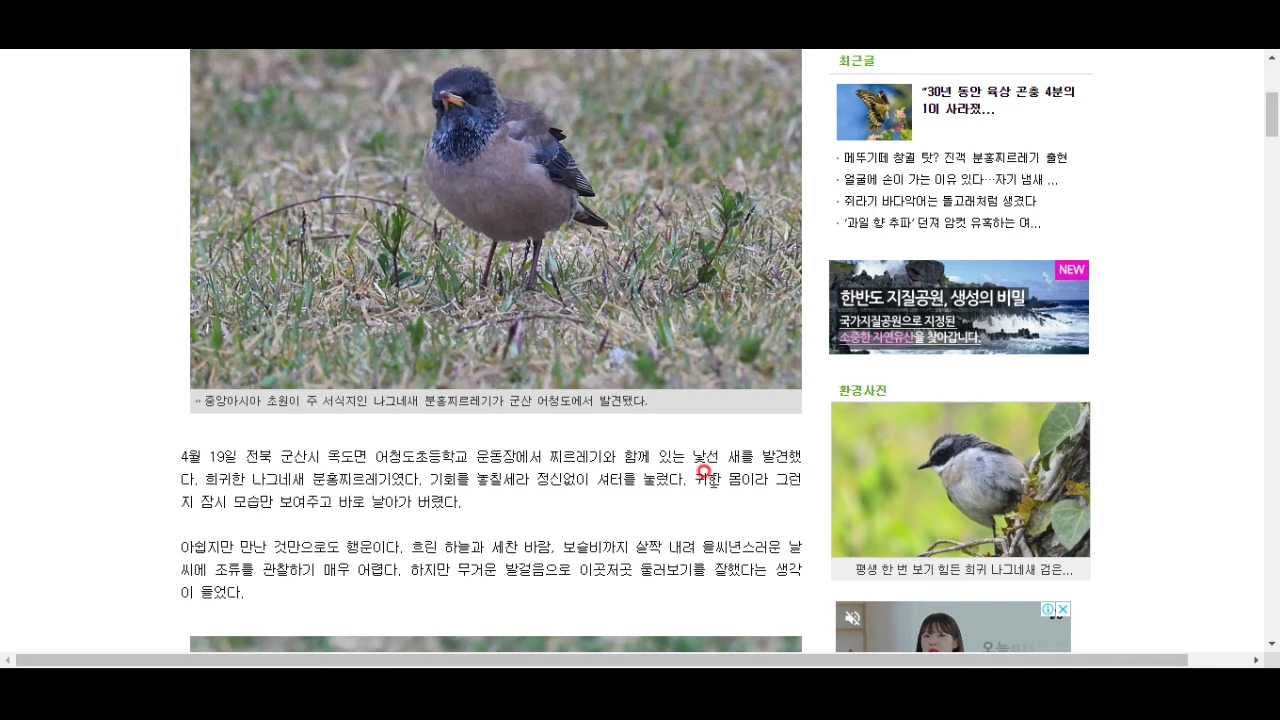 최근글
"30년 동안 육상 곤충 4분의
1이 사라졌...
메뚜기떼 창궐 탓? 진객 분홍찌르레기 출현
얼굴에 손이 가는 이유 있다…자기 냄새 ...
쥐라기 바다악어는 돌고래처럼 생겼다
'과일 향 추파' 던져 암컷 유혹하는 여...
NEW
한반도 지질공원, 생성의 비밀
국가지질공원으로 지정된
소중한 자연유산을 찾아갑니다.
» 중앙아시아 초원이 주 서식지인 나그네새 분홍찌르레기가 군산 어청도에서 발견됐다.
환경사진
4월 19일 전북 군산시 옥도면 어청도초등학교 운동장에서 찌르레기와 함께 있는 낯선 새를 발견했
다. 희귀한 나그네새 분홍찌르레기였다. 기회를 놓칠세라 정신없이 셔터를 눌렀다. 귀한 몸이라 그런
지 잠시 모습만 보여주고 바로 날아가 버렸다.
아쉽지만 만난 것만으로도 행운이다. 흐린 하늘과 세찬 바람, 보슬비까지 살짝 내려 을씨년스러운 날
씨에 조류를 관찰하기 매우 어렵다. 하지만 무거운 발걸음으로 이곳저곳 둘러보기를 잘했다는 생각
이 들었다.
평생 한 번 보기 힘든 희귀 나그네새 검은...